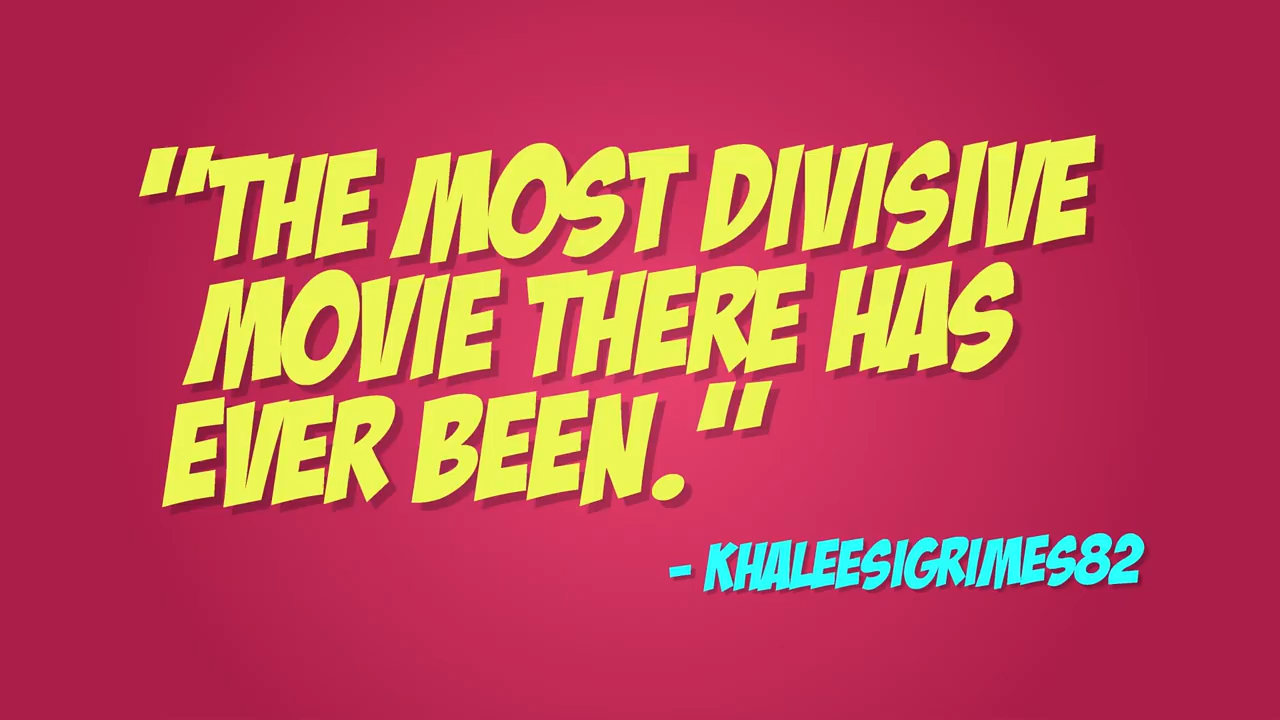 "THE MOST DIVISIVE
MOVIE THERE HAS
EVER BEEN."
- KHALEESIGRIMES82